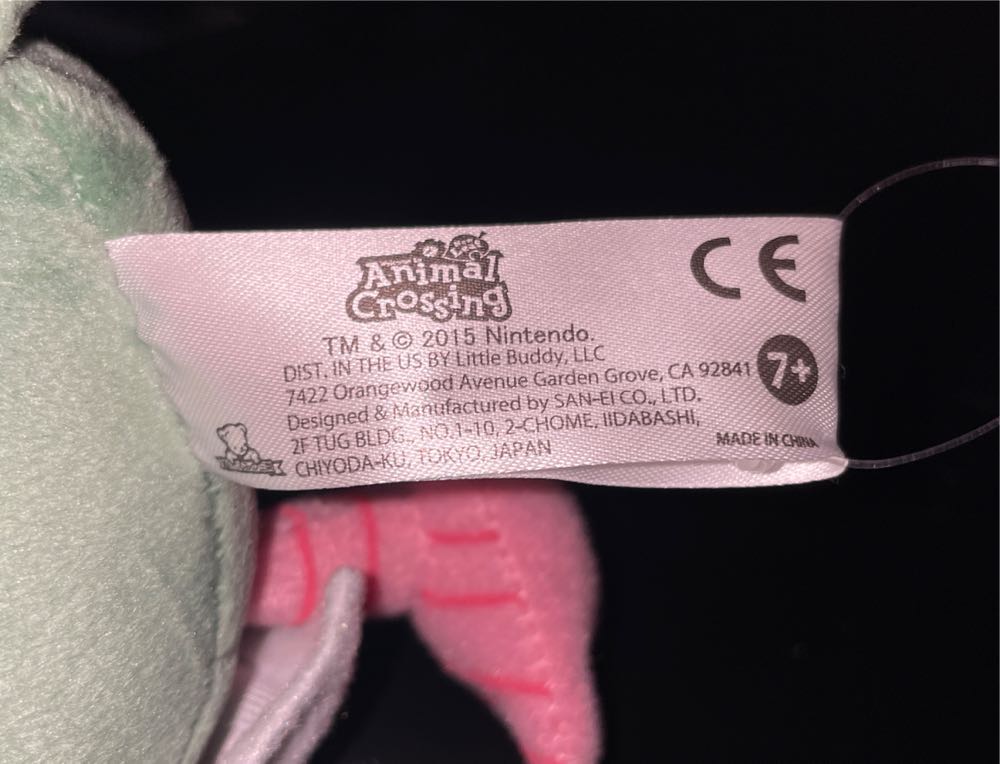 Animal
Crossing
CE
TM & © 2015 Nintendo.
DIST. IN THE US BY Little Buddy, LLC
7422 Orangewood Avenue Garden Grove, CA 92841
7+
Designed & Manufactured by SAN-EI CO., LTD.
2F TUG BLDG., NO.1-10, 2-CHOME, IIDABASHI,
CHIYODA-KU, TOKYO, JAPAN
MADE IN CHINA